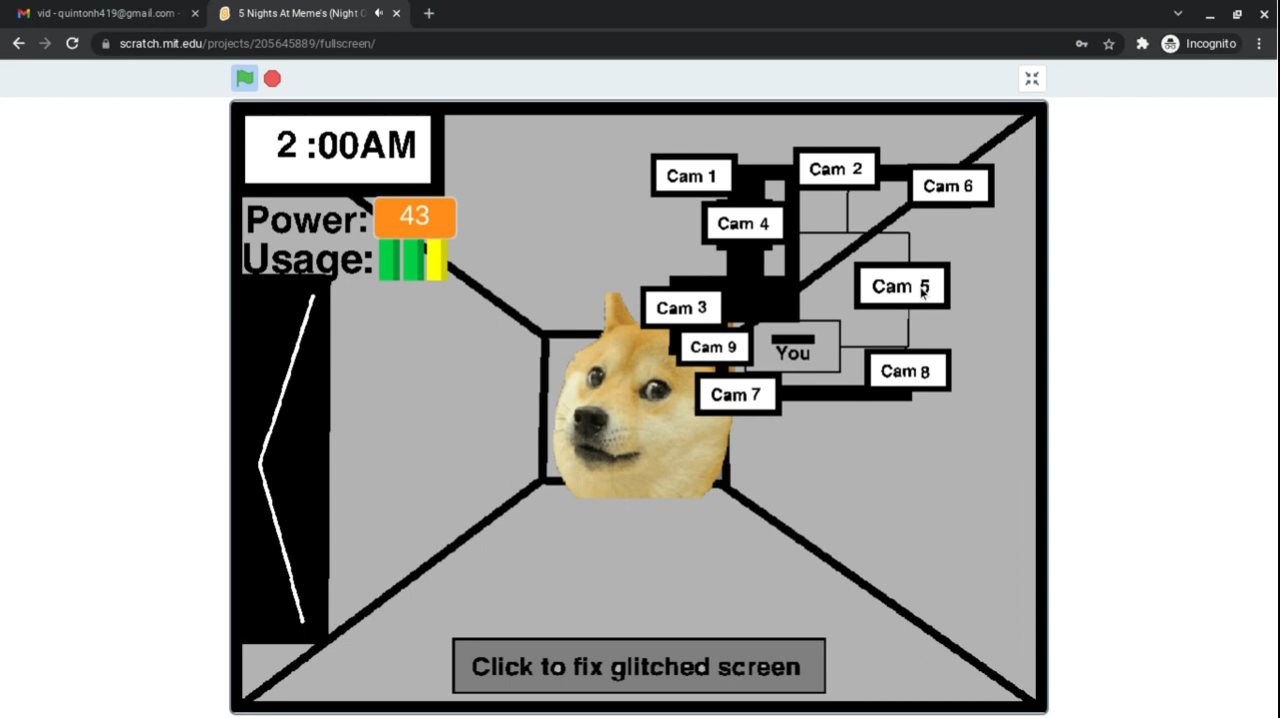 vid - quintonh419@gmail.com -
5 Nights At Meme's (Night O
scratch.mit.edu/projects/205645889/fullscreen/
Incognito
2 :00AM
Power: 43
Usage:
Cam 1
Cam 2
Cam 6
Cam 4
Cam 5
Cam 3
Cam 9
You
Cam 8
Cam 7
Click to fix glitched screen